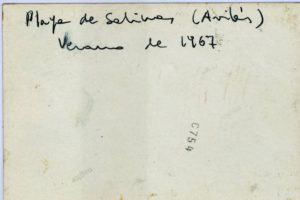 Playa de Salinas (Avilés)
Verano de 1967
C754